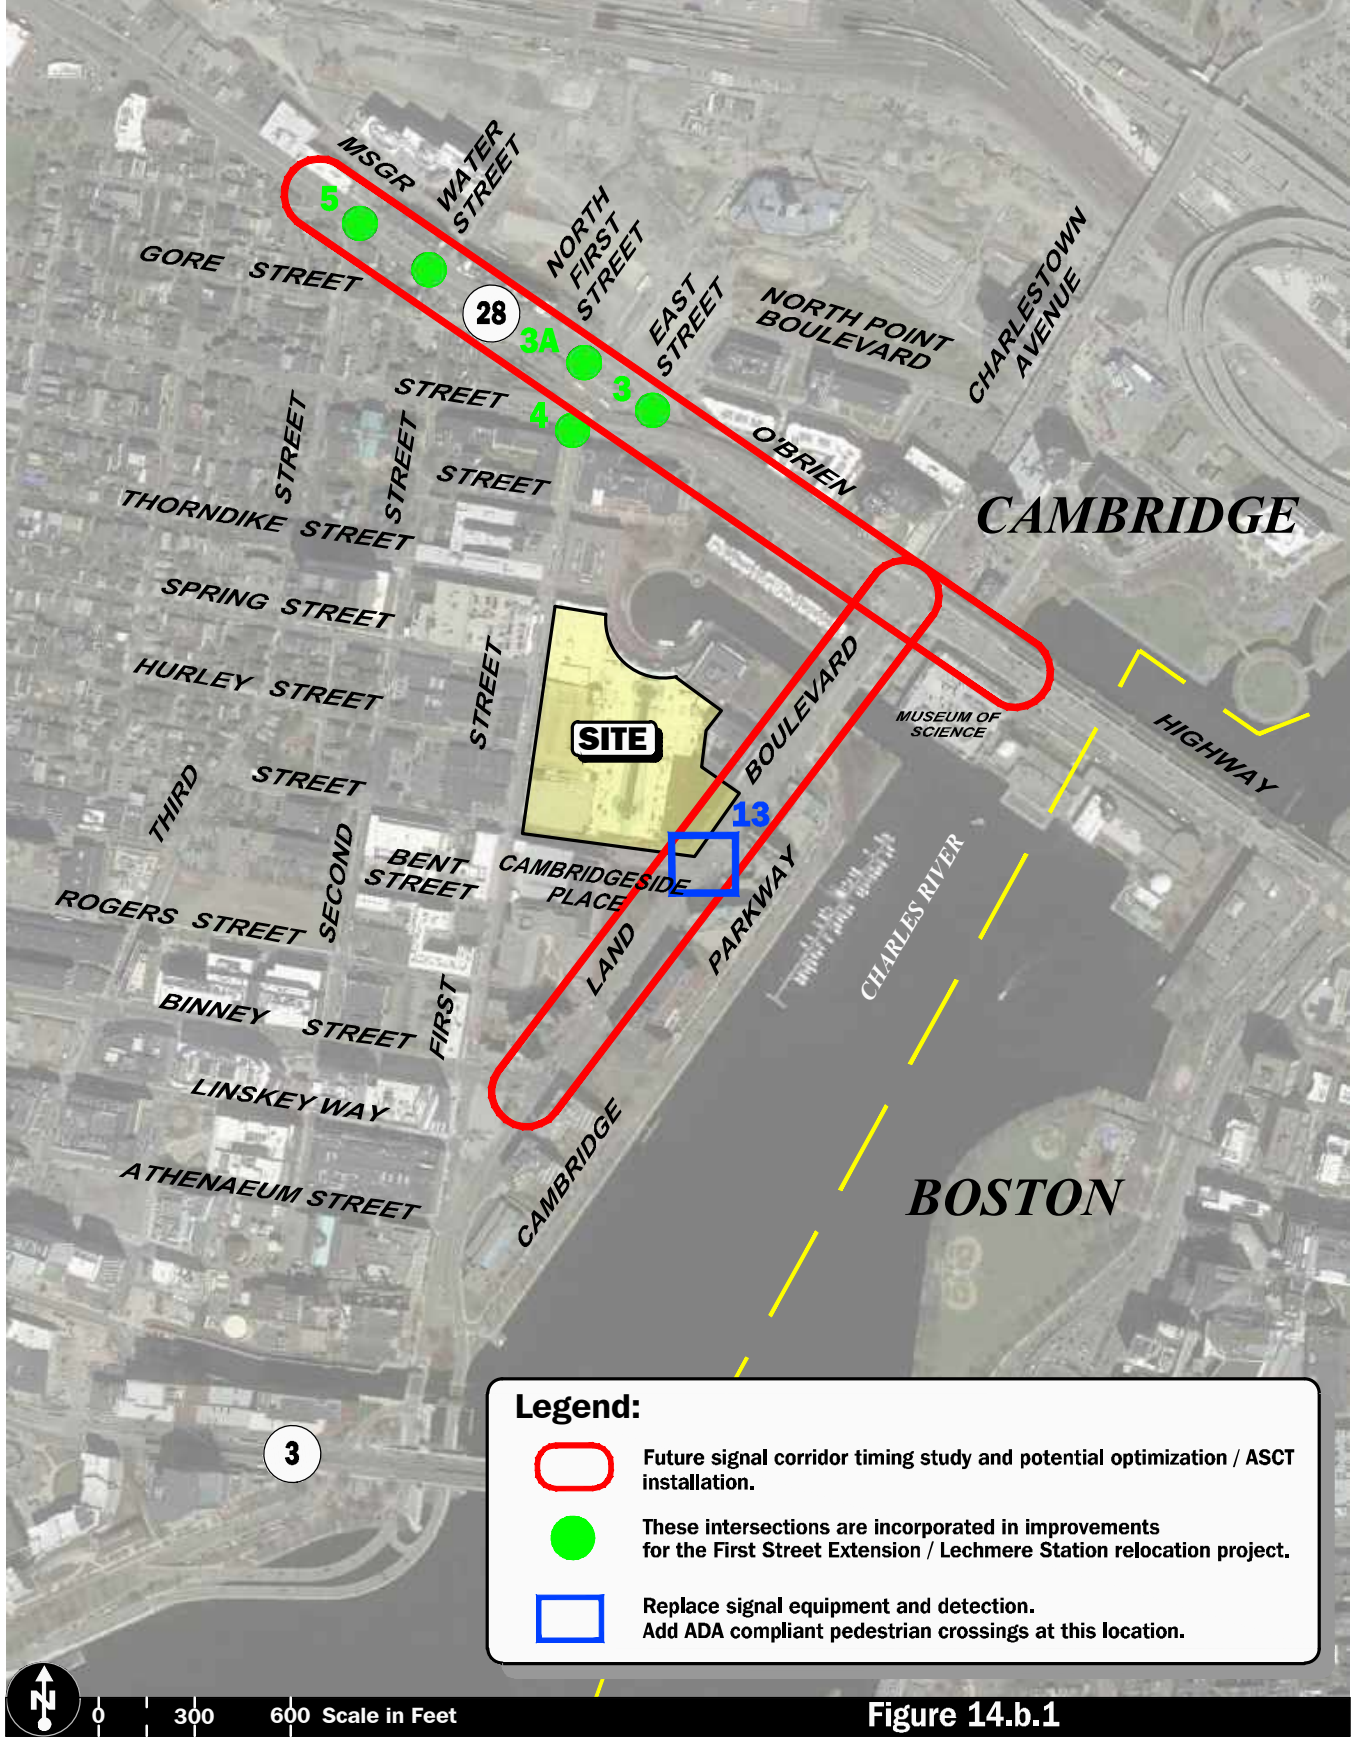 MSGR
WATER
STREET
5
GORE STREET
NORTH
FIRST
STREET
28
3A
EAST
STREET
3
NORTH POINT
BOULEVARD
CHARLESTOWN
AVENUE
STREET
4
STREET
STREET
STREET
O'BRIEN
CAMBRIDGE
THORNDIKE STREET
SPRING STREET
HURLEY STREET
STREET
BOULEVARD
MUSEUM OF
SCIENCE
HIGHWAY
SITE
STREET
THIRD
13
SECOND
BENT
STREET
CAMBRIDGESIDE
PLACE
PARKWAY
CHARLES RIVER
ROGERS STREET
LAND
BINNEY STREET
FIRST
LINSKEY WAY
CAMBRIDGE
ATHENAEUM STREET
BOSTON
3
Legend:
Future signal corridor timing study and potential optimization / ASCT
installation.
These intersections are incorporated in improvements
for the First Street Extension / Lechmere Station relocation project.
Replace signal equipment and detection.
Add ADA compliant pedestrian crossings at this location.
N
0 300 600 Scale in Feet
Figure 14.b.1